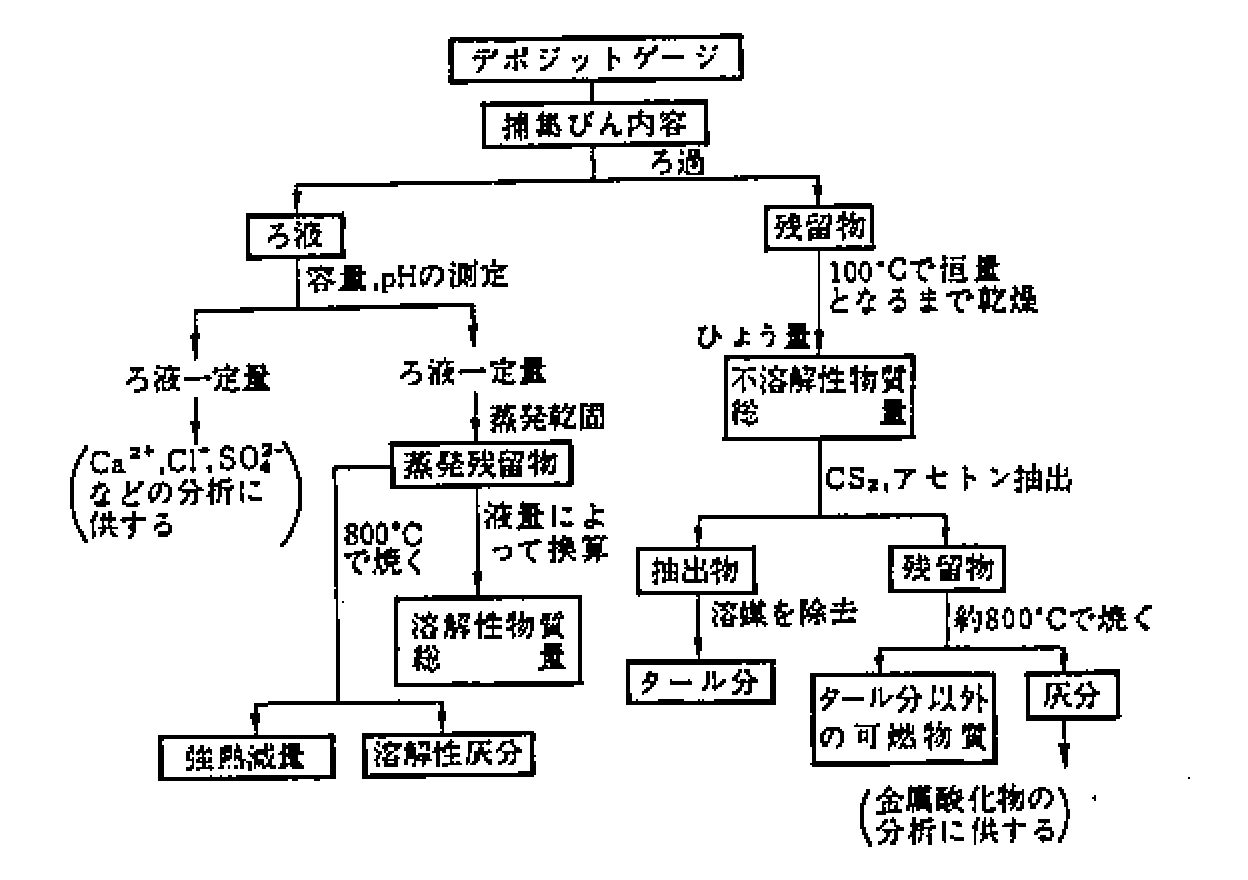 デポジットゲージ
捕集びん内容
ろ過
ろ液
残留物
容量,pHの測定
100°Cで恒量
となるまで乾燥
ひょう量
ろ液一定量
ろ液一定量
不溶解性物質
総量
蒸発乾固
Ca²⁺,Cl⁻,SO₄²⁻
などの分析に
供する
蒸発残留物
CS₂,アセトン抽出
800°C
で焼く
液量によ
って換算
抽出物
残留物
溶媒を除去
約800°Cで焼く
溶解性物質
総量
タール分
タール分以外
の可燃物質
灰分
強熱減量
溶解性灰分
(金属酸化物の
分析に供する)